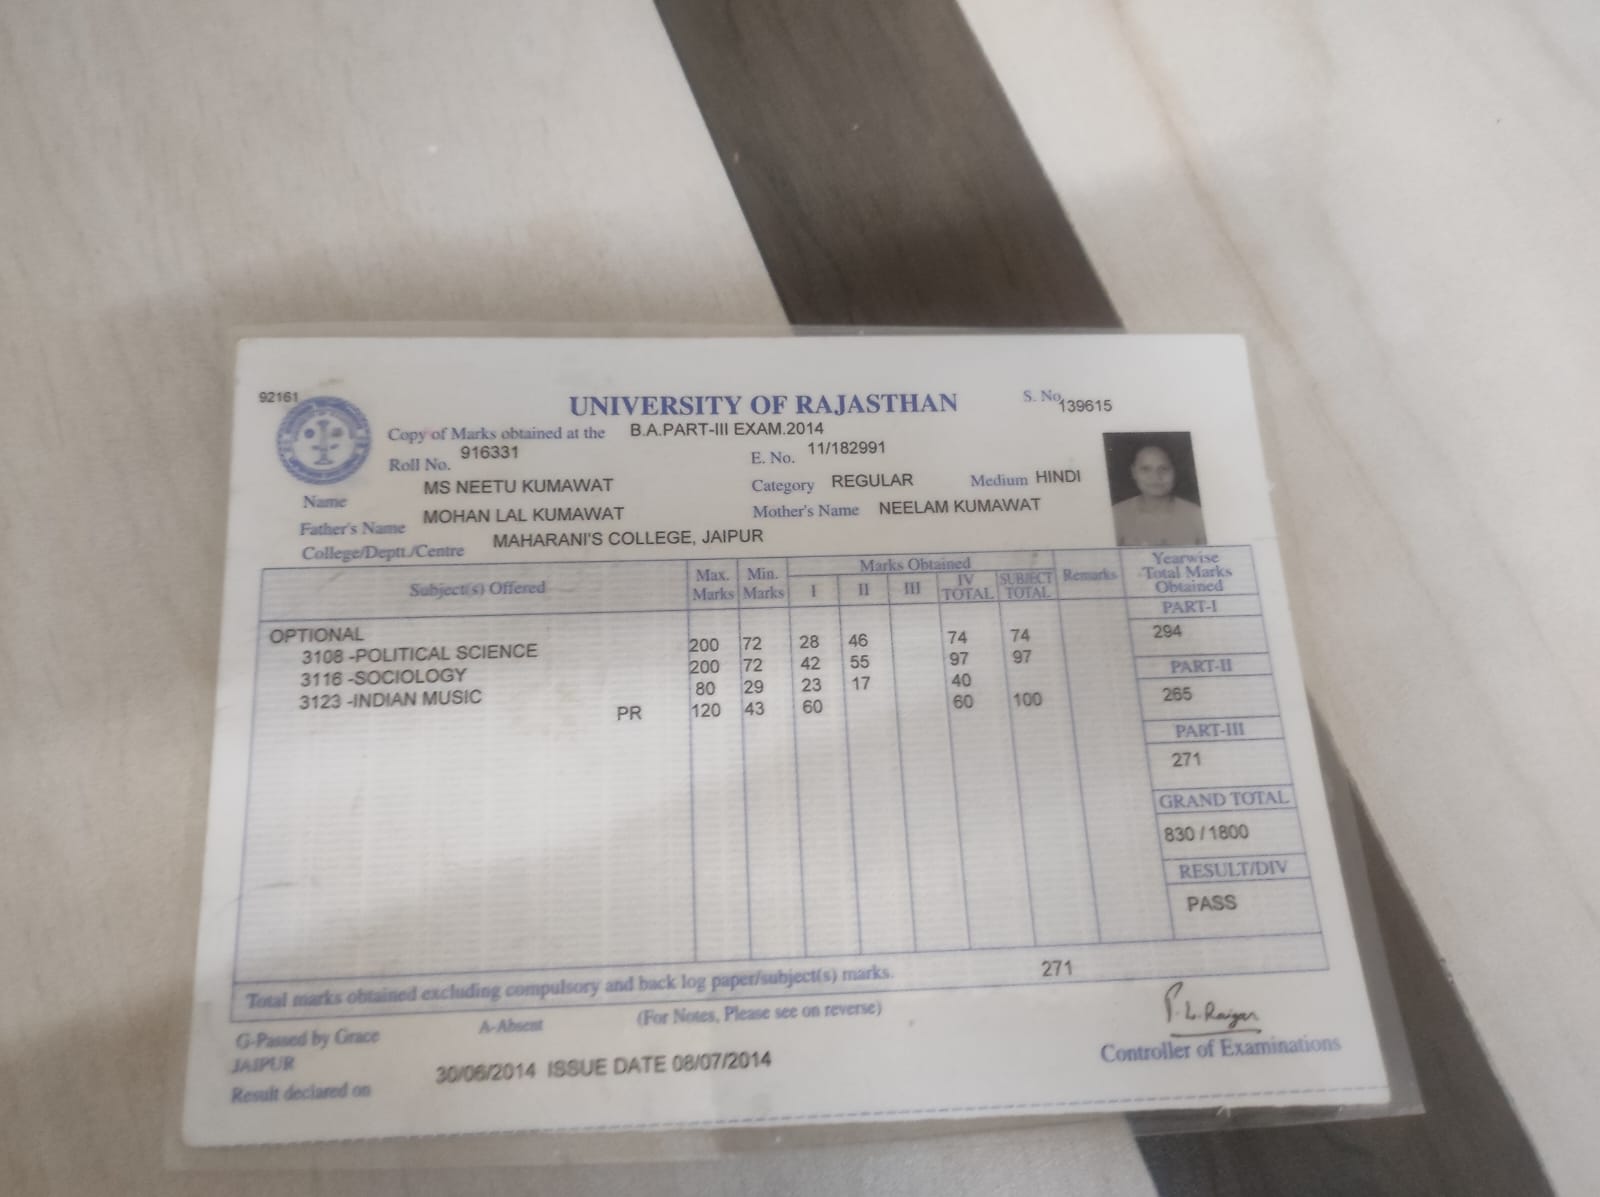 92161
UNIVERSITY OF RAJASTHAN
S. No. 139615
Copy of Marks obtained at the B.A.PART-III EXAM.2014
Roll No. 916331 E. No. 11/182991
Name MS NEETU KUMAWAT Category REGULAR Medium HINDI
Father's Name MOHAN LAL KUMAWAT Mother's Name NEELAM KUMAWAT
College/Deptt./Centre MAHARANI'S COLLEGE, JAIPUR
Subject(s) Offered Max. Marks Min. Marks Marks Obtained I II III IV TOTAL SUBJECT TOTAL Remarks Yearwise Total Marks Obtained
PART-I
OPTIONAL
294
3108 -POLITICAL SCIENCE 200 72 28 46 74 74
PART-II
3116 -SOCIOLOGY 200 72 42 55 97 97
265
3123 -INDIAN MUSIC 80 29 23 17 40
PR 120 43 60 60 100
PART-III
271
GRAND TOTAL
830 / 1800
RESULT/DIV
PASS
Total marks obtained excluding compulsory and back log paper/subject(s) marks. 271
G-Passed by Grace A-Absent (For Notes, Please see on reverse)
P. L. Raigar
JAIPUR
Controller of Examinations
Result declared on 30/06/2014 ISSUE DATE 08/07/2014